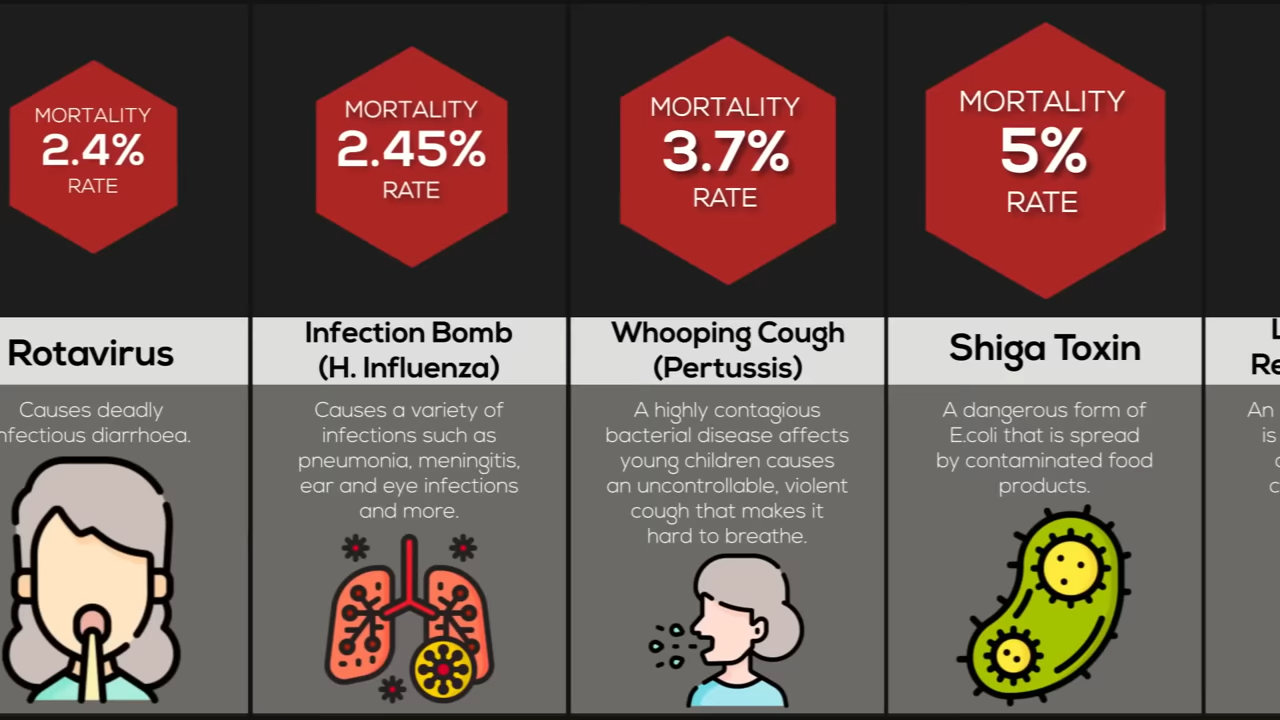 MORTALITY
2.4%
RATE
Rotavirus
Causes deadly
nfectious diarrhoea.
MORTALITY
2.45%
RATE
Infection Bomb
(H. Influenza)
Causes a variety of
infections such as
pneumonia, meningitis,
ear and eye infections
and more.
MORTALITY
3.7%
RATE
Whooping Cough
(Pertussis)
A highly contagious
bacterial disease affects
young children causes
an uncontrollable, violent
cough that makes it
hard to breathe.
MORTALITY
5%
RATE
Shiga Toxin
A dangerous form of
E.coli that is spread
by contaminated food
products.
Re
An
is